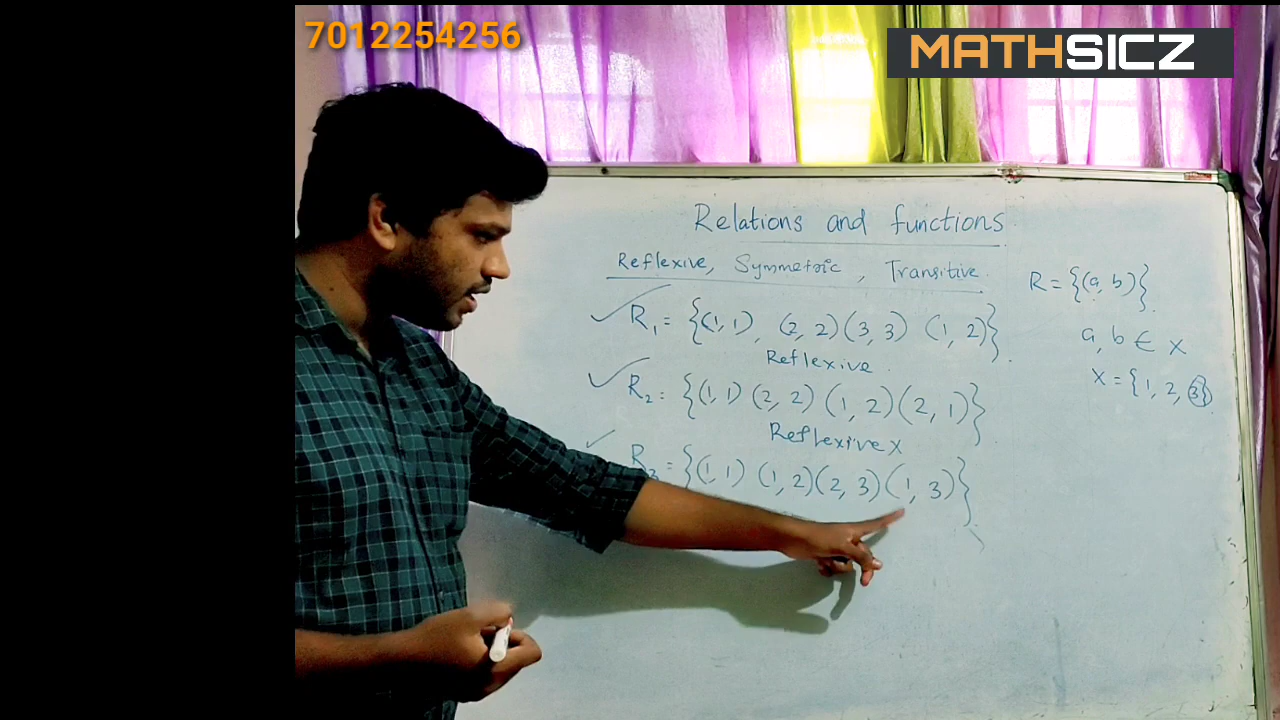 7012254256
MATHSICZ
Relations and functions
Reflexive, Symmetric, Transitive.
R₁ = {(1, 1), (2, 2)(3, 3) (1, 2)}.
Reflexive.
R₂ = {(1, 1) (2, 2) (1, 2)(2, 1)}.
Reflexive X
R₃ = {(1, 1) (1, 2)(2, 3)(1, 3)}
R = {(a, b)}.
a, b ∈ X
X = {1, 2, 3}.